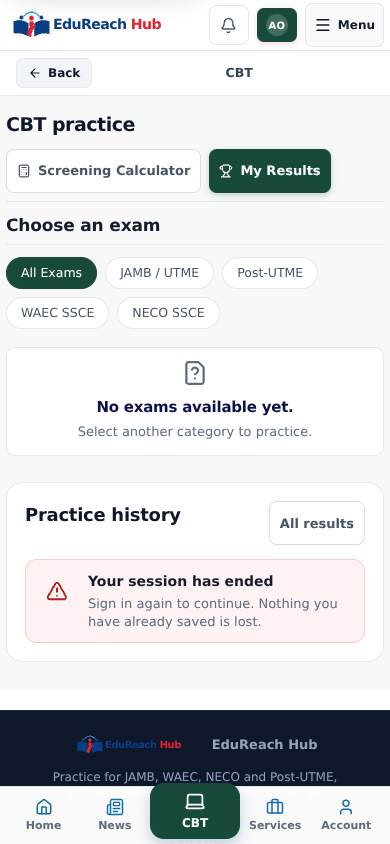 EduReach Hub
AO
Menu
Back
CBT
CBT practice
Screening Calculator
My Results
Choose an exam
All Exams
JAMB / UTME
Post-UTME
WAEC SSCE
NECO SSCE
No exams available yet.
Select another category to practice.
Practice history
All results
Your session has ended
Sign in again to continue. Nothing you
have already saved is lost.
EduReach Hub
EduReach Hub
Practice for JAMB, WAEC, NECO and Post-UTME,
Home
News
CBT
Services
Account